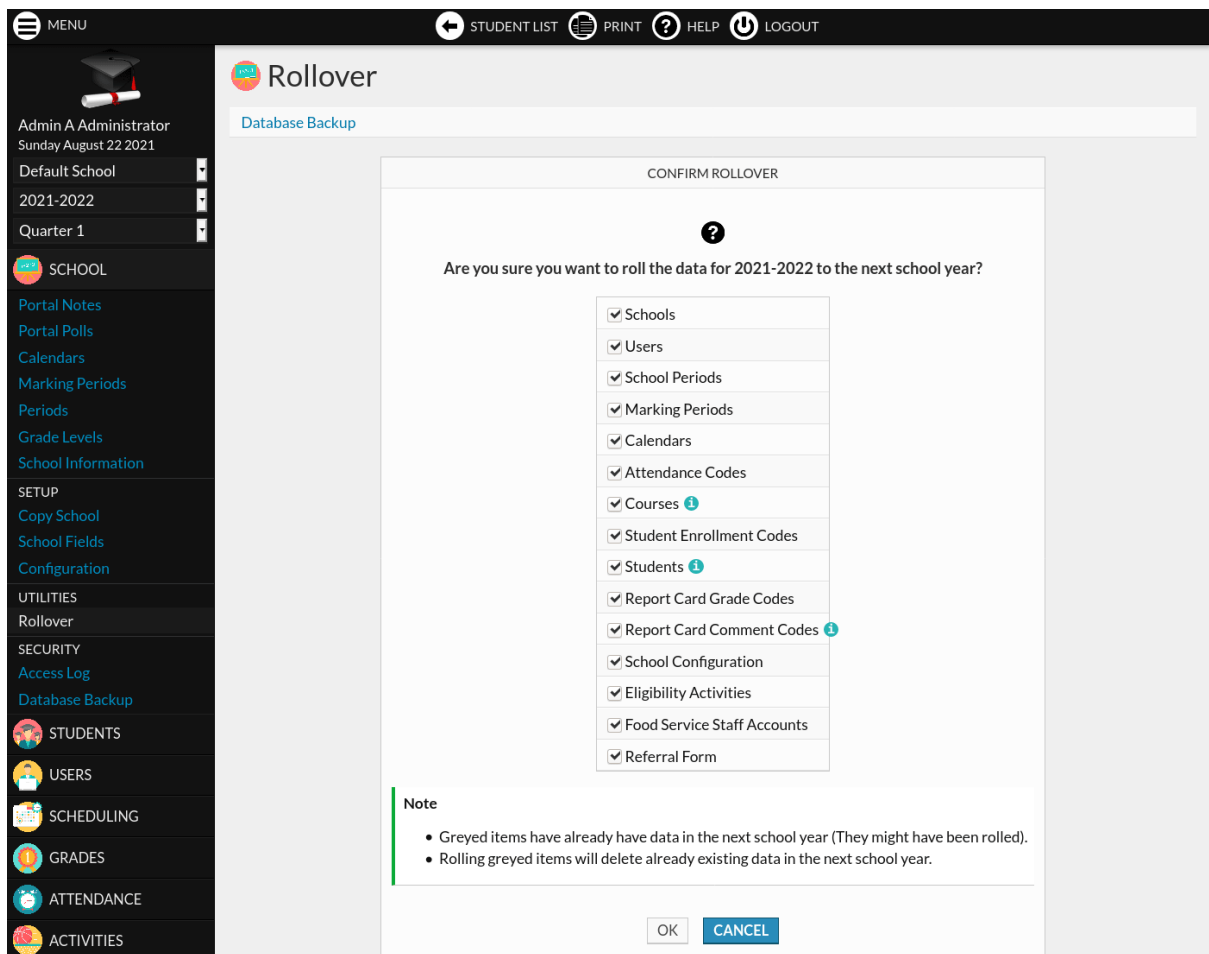 MENU
STUDENT LIST PRINT HELP LOGOUT
Admin A Administrator
Sunday August 22 2021
Default School
2021-2022
Quarter 1
SCHOOL
Portal Notes
Portal Polls
Calendars
Marking Periods
Periods
Grade Levels
School Information
SETUP
Copy School
School Fields
Configuration
UTILITIES
Rollover
SECURITY
Access Log
Database Backup
STUDENTS
USERS
SCHEDULING
GRADES
ATTENDANCE
ACTIVITIES
Rollover
Database Backup
CONFIRM ROLLOVER
Are you sure you want to roll the data for 2021-2022 to the next school year?
Schools
Users
School Periods
Marking Periods
Calendars
Attendance Codes
Courses
Student Enrollment Codes
Students
Report Card Grade Codes
Report Card Comment Codes
School Configuration
Eligibility Activities
Food Service Staff Accounts
Referral Form
Note
• Greyed items have already have data in the next school year (They might have been rolled).
• Rolling greyed items will delete already existing data in the next school year.
OK CANCEL